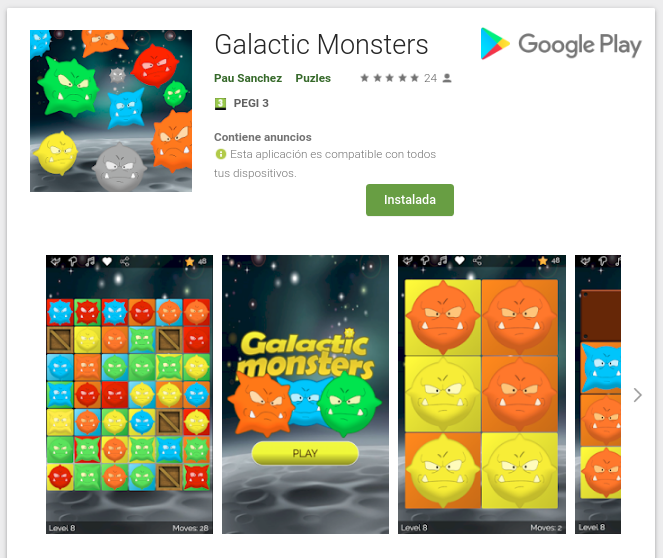 Galactic Monsters
Google Play
Pau Sanchez Puzles 24
3 PEGI 3
Contiene anuncios
Esta aplicación es compatible con todos
tus dispositivos.
Instalada
48
Level 8 Moves: 28
Galactic
monsters
PLAY
48
Level 8 Moves: 2
Level 8